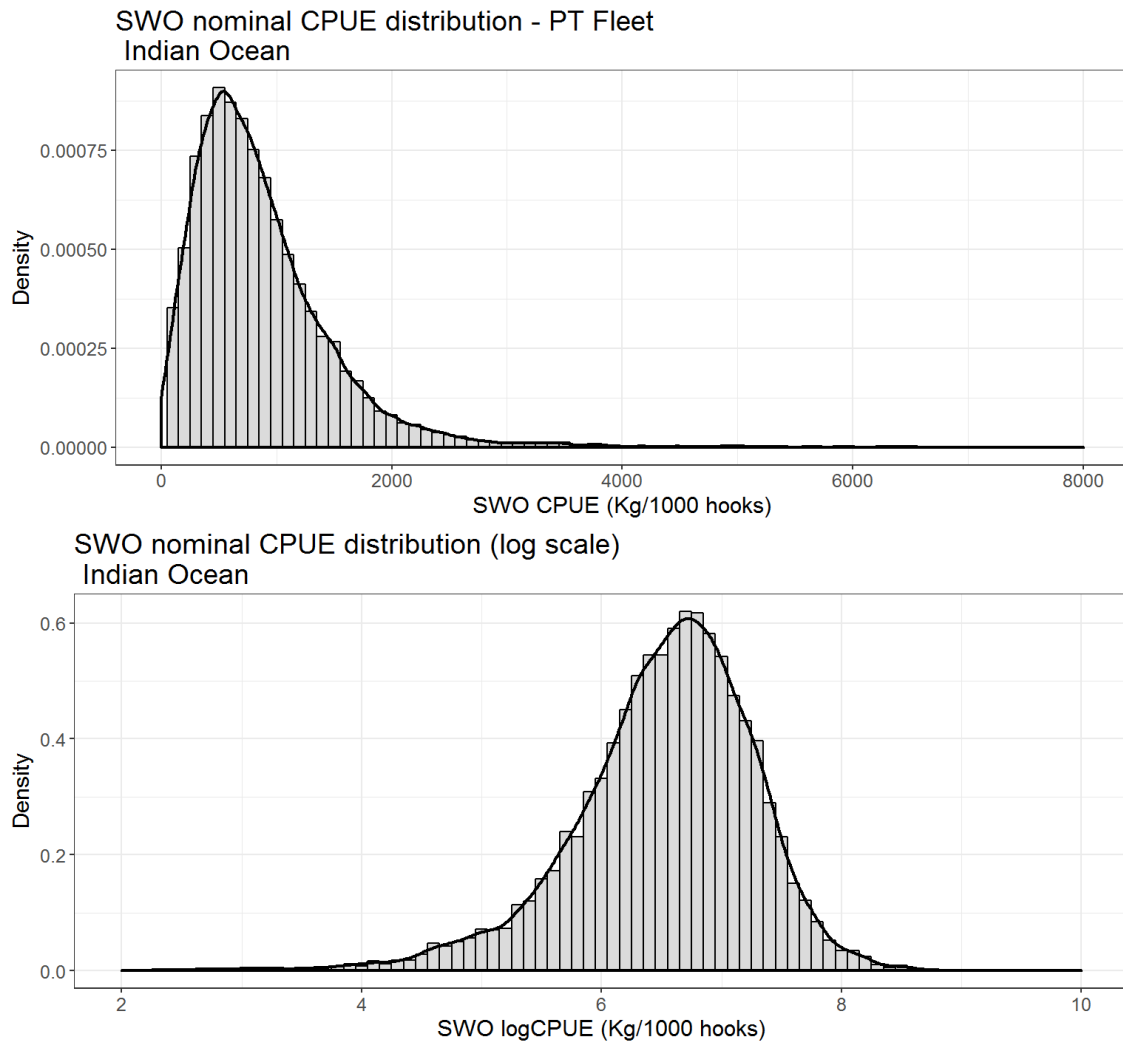 SWO nominal CPUE distribution - PT Fleet
Indian Ocean
0.00075
0.00050
0.00025
0.00000
Density
0 2000 4000 6000 8000
SWO CPUE (Kg/1000 hooks)
SWO nominal CPUE distribution (log scale)
Indian Ocean
0.6
0.4
0.2
0.0
Density
2 4 6 8 10
SWO logCPUE (Kg/1000 hooks)